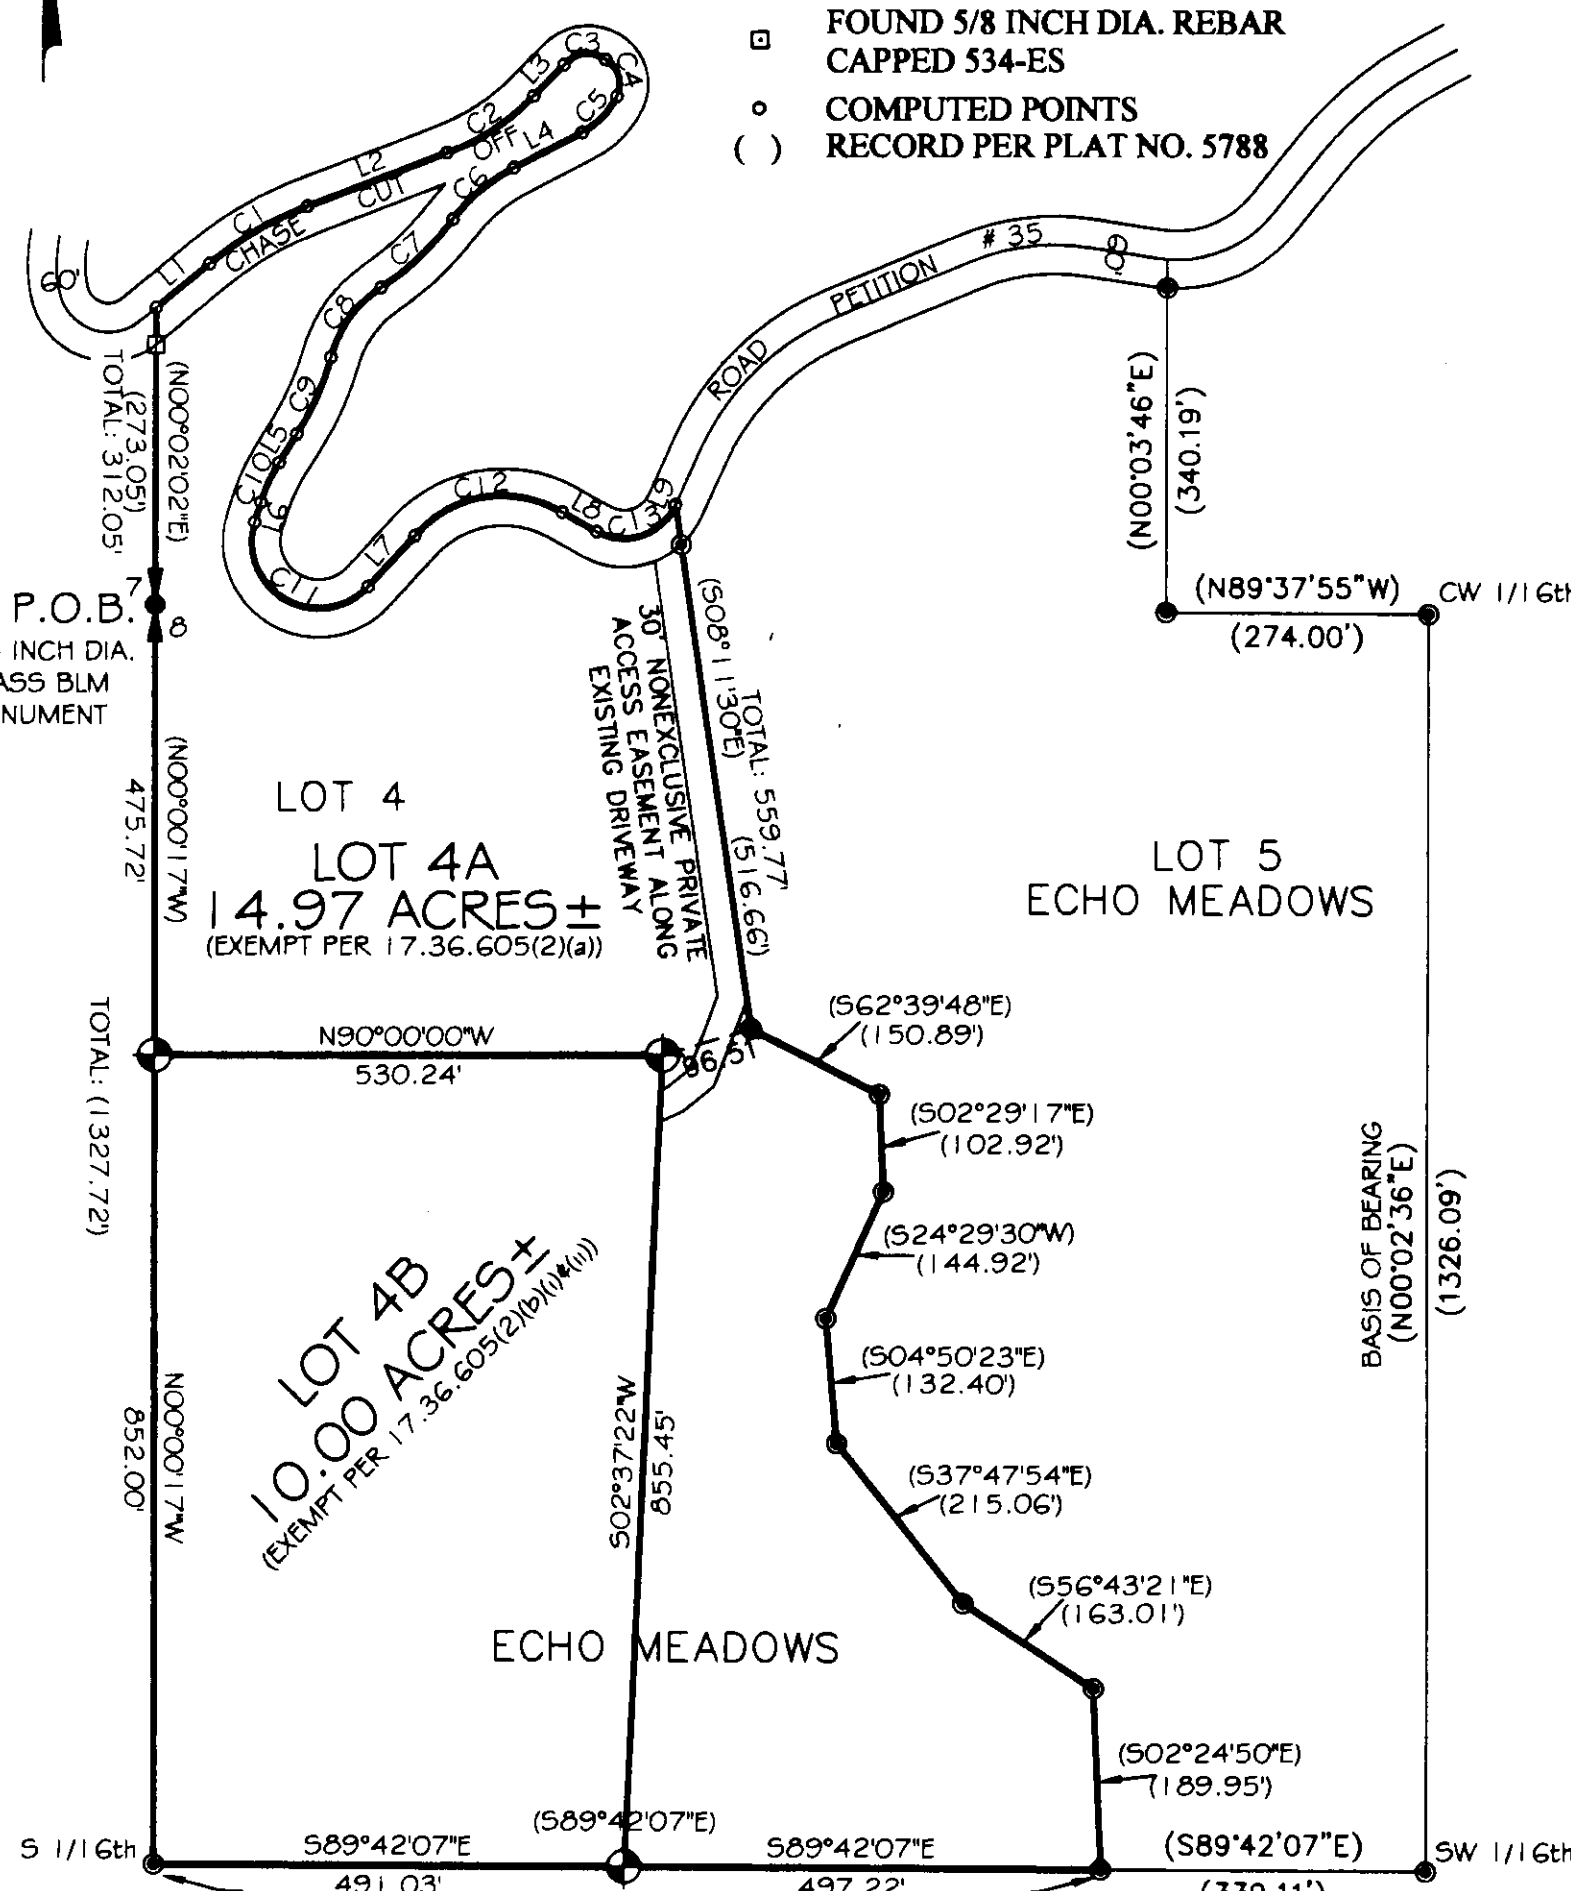 FOUND 5/8 INCH DIA. REBAR
CAPPED 534-ES
COMPUTED POINTS
( ) RECORD PER PLAT NO. 5788
C3
C4
L3
C5
C2
OFF
L4
L2
CUT
C6
C1
CHASE
C7
L1
60'
C8
C9
L5
C10
L6
C11
L7
C12
L8
C13
L9
# 35
60'
PETITION
ROAD
(N00°03'46"E)
(340.19')
(N00°02'02"E)
(273.05')
TOTAL: 312.05'
(N89°37'55"W)
CW 1/16th
(274.00')
7
P.O.B.
8
INCH DIA.
ASS BLM
NUMENT
(S08°11'30"E)
TOTAL: 559.77'
(516.66')
30' NONEXCLUSIVE PRIVATE
ACCESS EASEMENT ALONG
EXISTING DRIVEWAY
(N00°00'17"W)
475.72'
LOT 4
LOT 4A
14.97 ACRES±
(EXEMPT PER 17.36.605(2)(a))
LOT 5
ECHO MEADOWS
TOTAL: (1327.72')
N90°00'00"W
530.24'
(S62°39'48"E)
(150.89')
(S02°29'17"E)
(102.92')
(S24°29'30"W)
(144.92')
BASIS OF BEARING
(N00°02'36"E)
(1326.09')
LOT 4B
10.00 ACRES±
(EXEMPT PER 17.36.605(2)(b)(i)&(ii))
(S04°50'23"E)
(132.40')
N00°00'17"W
852.00'
S02°37'22"W
855.45'
(S37°47'54"E)
(215.06')
(S56°43'21"E)
(163.01')
ECHO MEADOWS
(S02°24'50"E)
(189.95')
S 1/16th
S89°42'07"E
(S89°42'07"E)
S89°42'07"E
(S89°42'07"E)
SW 1/16th
491.03'
497.22'
(339.11')